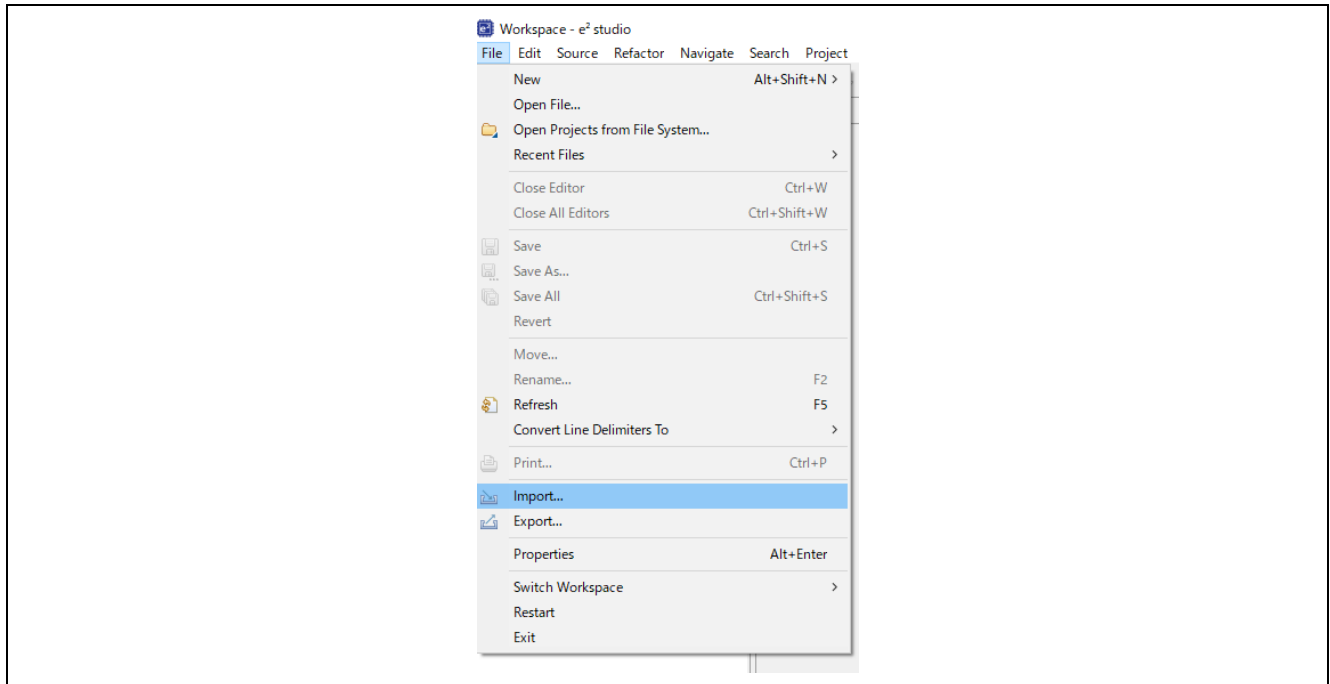 Workspace - e² studio
File Edit Source Refactor Navigate Search Project
New Alt+Shift+N >
Open File...
Open Projects from File System...
Recent Files >
Close Editor Ctrl+W
Close All Editors Ctrl+Shift+W
Save Ctrl+S
Save As...
Save All Ctrl+Shift+S
Revert
Move...
Rename... F2
Refresh F5
Convert Line Delimiters To >
Print... Ctrl+P
Import...
Export...
Properties Alt+Enter
Switch Workspace >
Restart
Exit